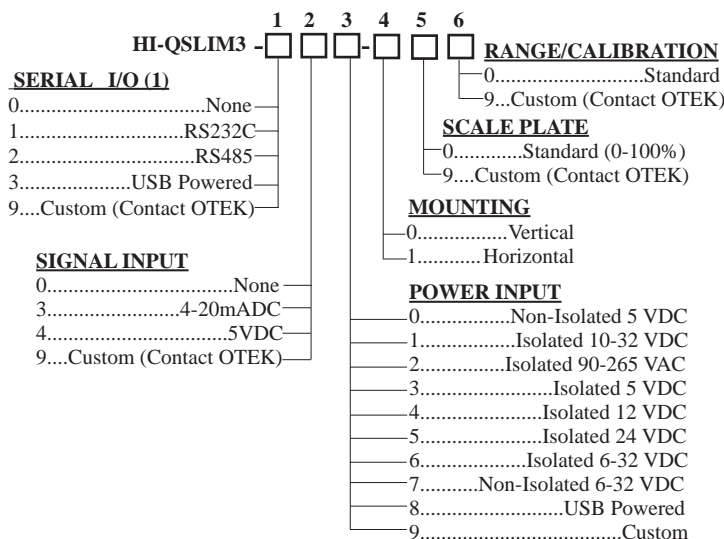 1 2 3 4 5 6
HI-QSLIM3 - -
RANGE/CALIBRATION
0.......................Standard
9...Custom (Contact OTEK)
SERIAL I/O (1)
0...............................None
1...........................RS232C
2............................RS485
3................USB Powered
9....Custom (Contact OTEK)
SCALE PLATE
0............Standard (0-100%)
9....Custom (Contact OTEK)
MOUNTING
0.................Vertical
1.............Horizontal
SIGNAL INPUT
0...............................None
3......................4-20mADC
4..............................5VDC
9....Custom (Contact OTEK)
POWER INPUT
0...............Non-Isolated 5 VDC
1.................Isolated 10-32 VDC
2..............Isolated 90-265 VAC
3........................Isolated 5 VDC
4......................Isolated 12 VDC
5......................Isolated 24 VDC
6...................Isolated 6-32 VDC
7..........Non-Isolated 6-32 VDC
8..........................USB Powered
9...................................Custom